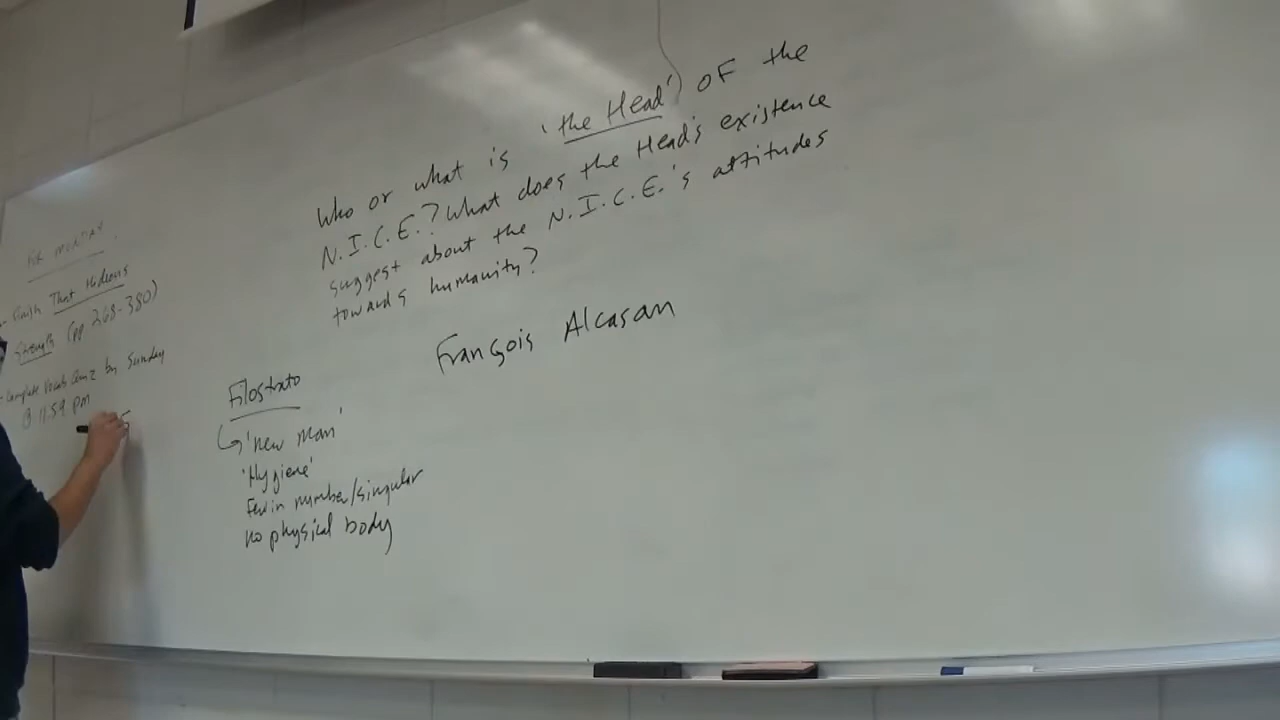 Who or what is 'the Head' of the
N.I.C.E.? What does the Head's existence
suggest about the N.I.C.E.'s attitudes
towards humanity?
François Alcasan
For Monday
- Finish That Hideous
Strength (pp 268-380)
- Complete Vocab Quiz by Sunday
@ 11:59 pm
Filostrato
↳ 'new man'
'Hygiene'
Few in number/singular
no physical body